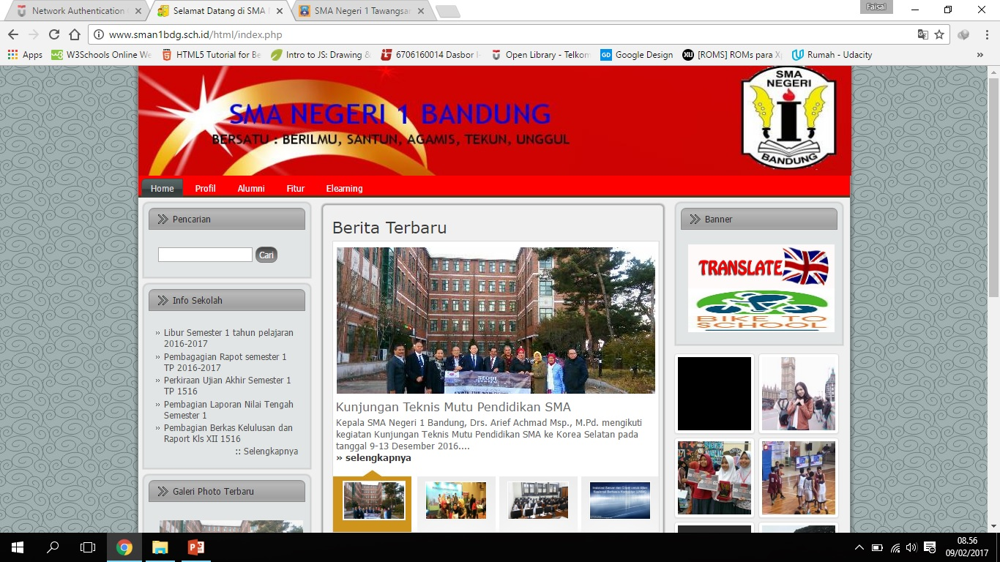 Network Authentication
Selamat Datang di SMA
SMA Negeri 1 Tawangsar
Faisal
www.sman1bdg.sch.id/html/index.php
Apps
W3Schools Online We
HTML5 Tutorial for Be
Intro to JS: Drawing &
6706160014 Dasbor I-
Open Library - Telkom
Google Design
[ROMS] ROMs para X
Rumah - Udacity
»
SMA NEGERI 1 BANDUNG
BERSATU : BERILMU, SANTUN, AGAMIS, TEKUN, UNGGUL
SMA
NEGERI
BANDUNG
Home Profil Alumni Fitur Elearning
Pencarian
Cari
Info Sekolah
» Libur Semester 1 tahun pelajaran
2016-2017
» Pembagagian Rapot semester 1
TP 2016-2017
» Perkiraan Ujian Akhir Semester 1
TP 1516
» Pembagian Laporan Nilai Tengah
Semester 1
» Pembagian Berkas Kelulusan dan
Raport Kls XII 1516
:: Selengkapnya
Galeri Photo Terbaru
Berita Terbaru
SEOUL
Kunjungan Teknis Mutu Pendidikan SMA
Kepala SMA Negeri 1 Bandung, Drs. Arief Achmad Msp., M.Pd. mengikuti
kegiatan Kunjungan Teknis Mutu Pendidikan SMA ke Korea Selatan pada
tanggal 9-13 Desember 2016....
» selengkapnya
Banner
TRANSLATE
BIKE TO
SCHOOL
08.56
09/02/2017